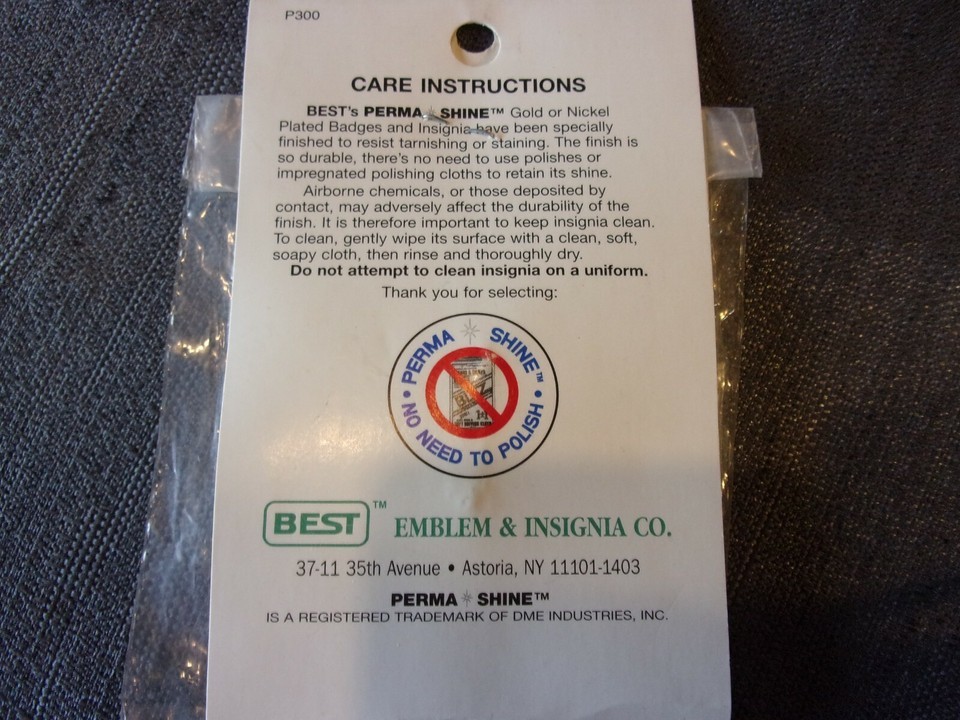 P300
CARE INSTRUCTIONS
BEST's PERMA SHINE™ Gold or Nickel
Plated Badges and Insignia have been specially
finished to resist tarnishing or staining. The finish is
so durable, there's no need to use polishes or
impregnated polishing cloths to retain its shine.
Airborne chemicals, or those deposited by
contact, may adversely affect the durability of the
finish. It is therefore important to keep insignia clean.
To clean, gently wipe its surface with a clean, soft,
soapy cloth, then rinse and thoroughly dry.
Do not attempt to clean insignia on a uniform.
Thank you for selecting:
PERMA SHINE™
• NO NEED TO POLISH •
BEST™ EMBLEM & INSIGNIA CO.
37-11 35th Avenue • Astoria, NY 11101-1403
PERMA SHINE™
IS A REGISTERED TRADEMARK OF DME INDUSTRIES, INC.